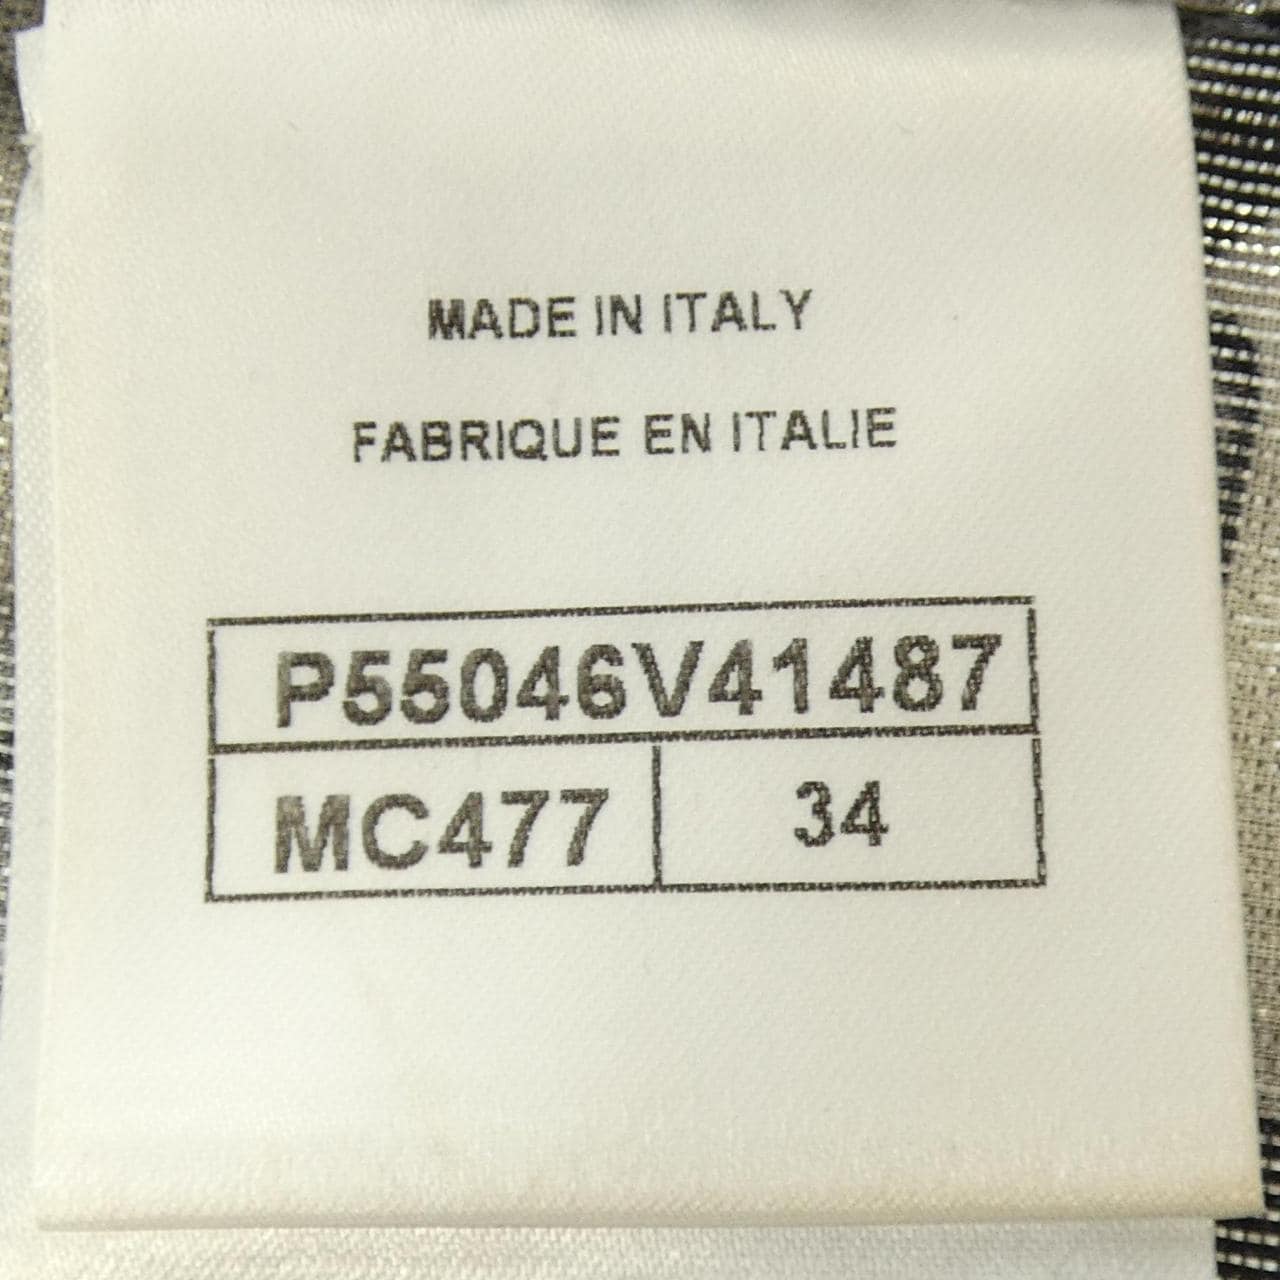 MADE IN ITALY
FABRIQUE EN ITALIE
P55046V41487
MC477 34